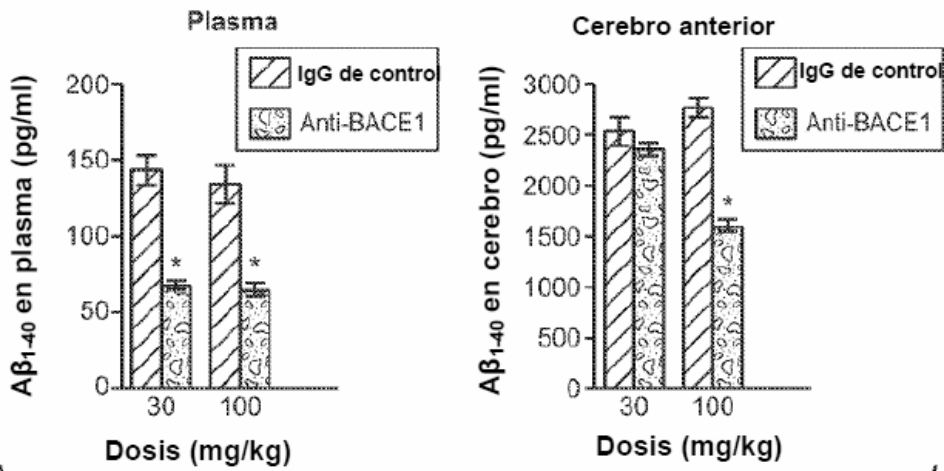 Plasma
IgG de control
Anti-BACE1
Aβ1-40 en plasma (pg/ml)
200
150
100
50
0
*
*
30
100
Dosis (mg/kg)
Cerebro anterior
IgG de control
Anti-BACE1
Aβ1-40 en cerebro (pg/ml)
3000
2500
2000
1500
1000
500
0
*
30
100
Dosis (mg/kg)